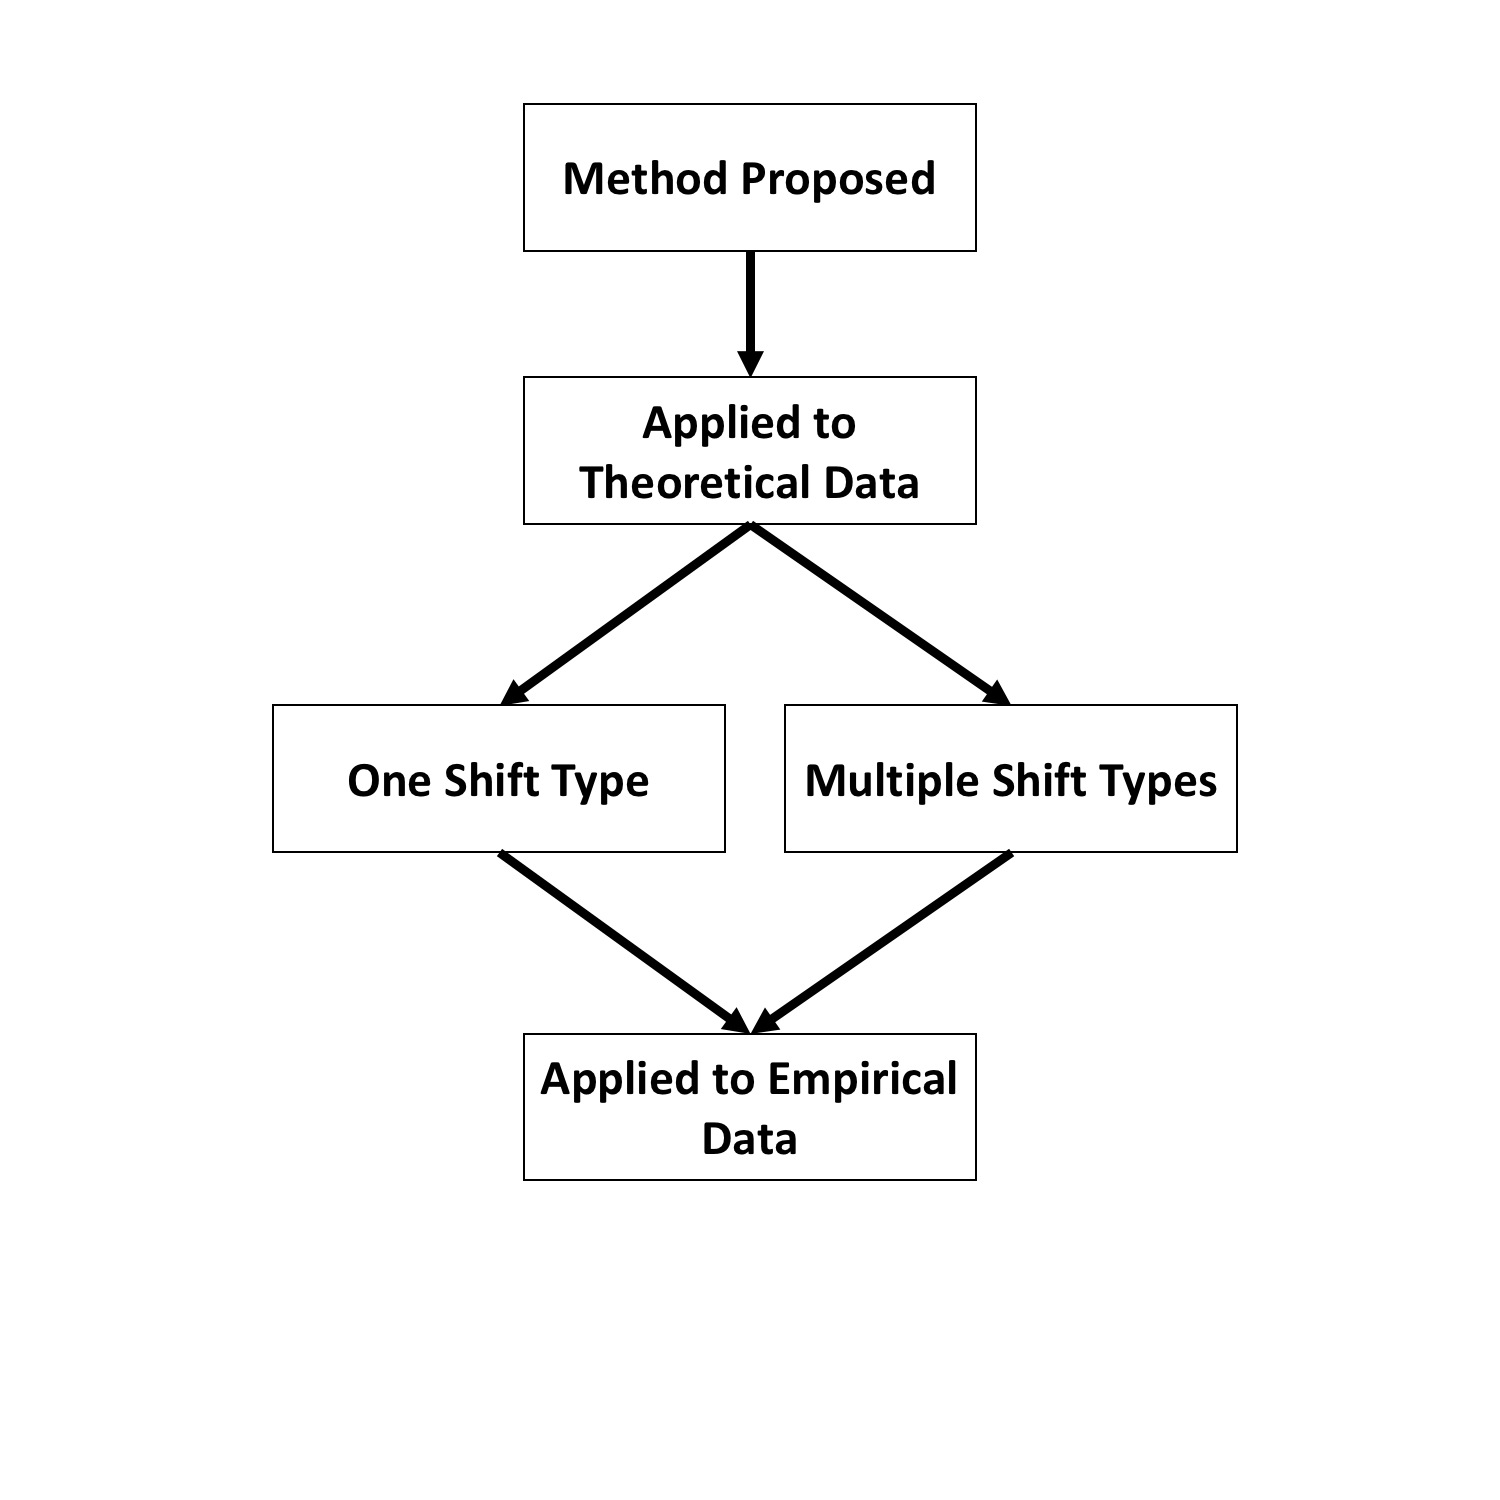 Method Proposed
Applied to
Theoretical Data
One Shift Type
Multiple Shift Types
Applied to Empirical
Data